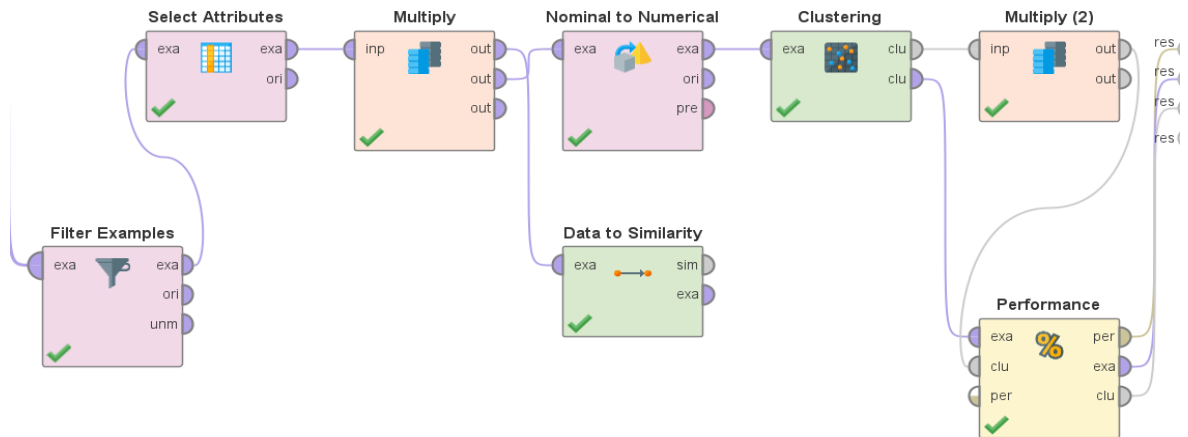 Select Attributes
exa exa
ori
Multiply
inp out
out
out
Nominal to Numerical
exa exa
ori
pre
Clustering
exa clu
clu
Multiply (2)
inp out
out
res
res
res
res
Filter Examples
exa exa
ori
unm
Data to Similarity
exa sim
exa
Performance
%
exa per
clu exa
per clu